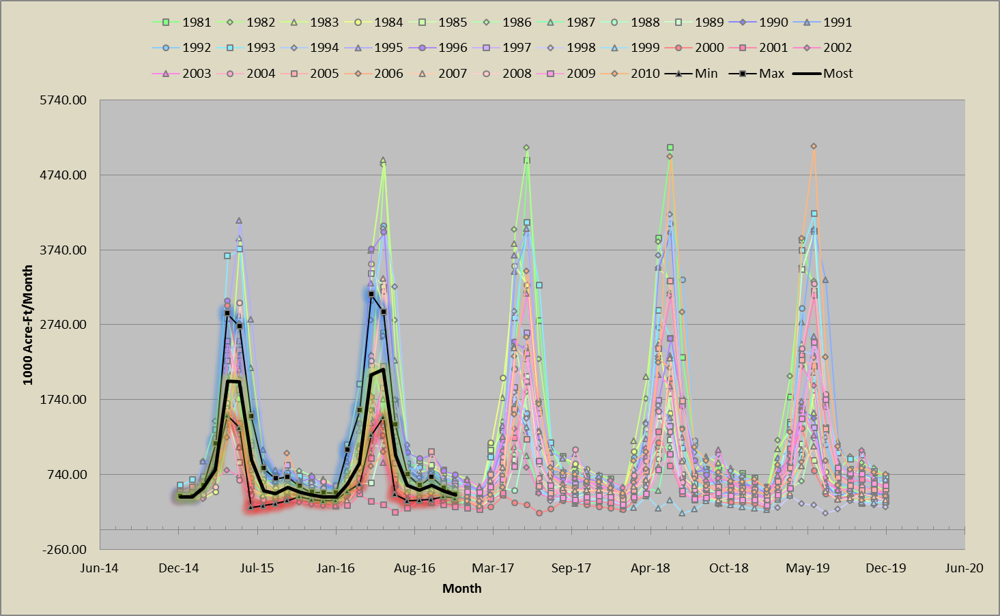 1981 1982 1983 1984 1985 1986 1987 1988 1989 1990 1991
1992 1993 1994 1995 1996 1997 1998 1999 2000 2001 2002
2003 2004 2005 2006 2007 2008 2009 2010 Min Max Most
5740.00
4740.00
3740.00
2740.00
1740.00
740.00
-260.00
1000 Acre-Ft/Month
Jun-14 Dec-14 Jul-15 Jan-16 Aug-16 Mar-17 Sep-17 Apr-18 Oct-18 May-19 Dec-19 Jun-20
Month